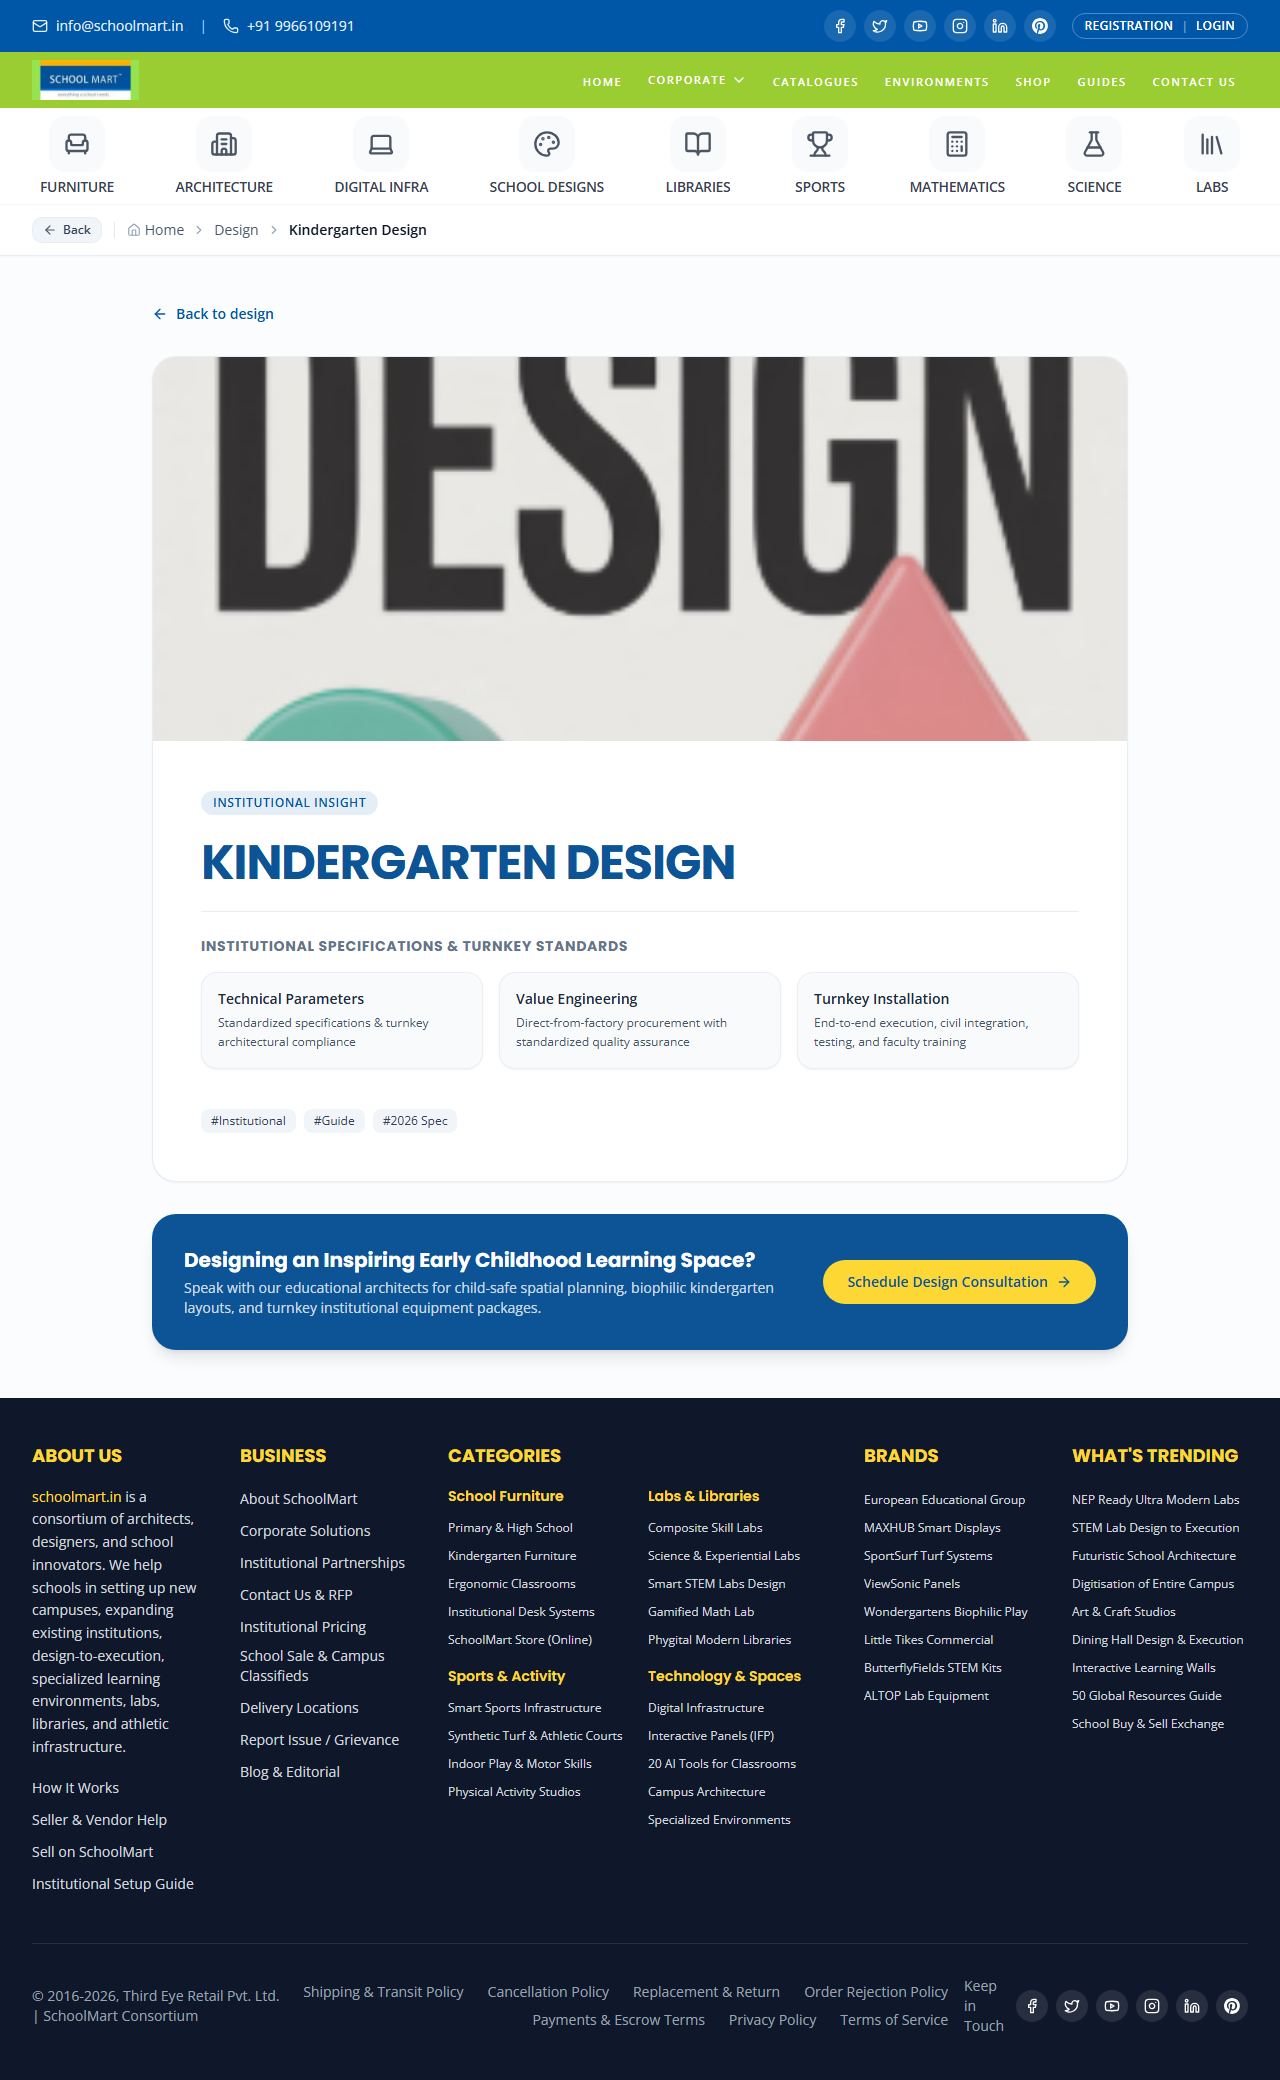 info@schoolmart.in | +91 9966109191
REGISTRATION | LOGIN
SCHOOL MART
HOME CORPORATE CATALOGUES ENVIRONMENTS SHOP GUIDES CONTACT US
FURNITURE ARCHITECTURE DIGITAL INFRA SCHOOL DESIGNS LIBRARIES SPORTS MATHEMATICS SCIENCE LABS
Back Home Design Kindergarten Design
Back to design
DESIGN
INSTITUTIONAL INSIGHT
KINDERGARTEN DESIGN
INSTITUTIONAL SPECIFICATIONS & TURNKEY STANDARDS
Technical Parameters
Standardized specifications & turnkey
architectural compliance
Value Engineering
Direct-from-factory procurement with
standardized quality assurance
Turnkey Installation
End-to-end execution, civil integration,
testing, and faculty training
#Institutional #Guide #2026 Spec
Designing an Inspiring Early Childhood Learning Space?
Speak with our educational architects for child-safe spatial planning, biophilic kindergarten
layouts, and turnkey institutional equipment packages.
Schedule Design Consultation
ABOUT US
schoolmart.in is a
consortium of architects,
designers, and school
innovators. We help
schools in setting up new
campuses, expanding
existing institutions,
design-to-execution,
specialized learning
environments, labs,
libraries, and athletic
infrastructure.
How It Works
Seller & Vendor Help
Sell on SchoolMart
Institutional Setup Guide
BUSINESS
About SchoolMart
Corporate Solutions
Institutional Partnerships
Contact Us & RFP
Institutional Pricing
School Sale & Campus
Classifieds
Delivery Locations
Report Issue / Grievance
Blog & Editorial
CATEGORIES
School Furniture
Primary & High School
Kindergarten Furniture
Ergonomic Classrooms
Institutional Desk Systems
SchoolMart Store (Online)
Labs & Libraries
Composite Skill Labs
Science & Experiential Labs
Smart STEM Labs Design
Gamified Math Lab
Phygital Modern Libraries
Sports & Activity
Smart Sports Infrastructure
Synthetic Turf & Athletic Courts
Indoor Play & Motor Skills
Physical Activity Studios
Technology & Spaces
Digital Infrastructure
Interactive Panels (IFP)
20 AI Tools for Classrooms
Campus Architecture
Specialized Environments
BRANDS
European Educational Group
MAXHUB Smart Displays
SportSurf Turf Systems
ViewSonic Panels
Wondergartens Biophilic Play
Little Tikes Commercial
ButterflyFields STEM Kits
ALTOP Lab Equipment
WHAT'S TRENDING
NEP Ready Ultra Modern Labs
STEM Lab Design to Execution
Futuristic School Architecture
Digitisation of Entire Campus
Art & Craft Studios
Dining Hall Design & Execution
Interactive Learning Walls
50 Global Resources Guide
School Buy & Sell Exchange
© 2016-2026, Third Eye Retail Pvt. Ltd.
| SchoolMart Consortium
Shipping & Transit Policy Cancellation Policy Replacement & Return Order Rejection Policy
Payments & Escrow Terms Privacy Policy Terms of Service
Keep
in
Touch